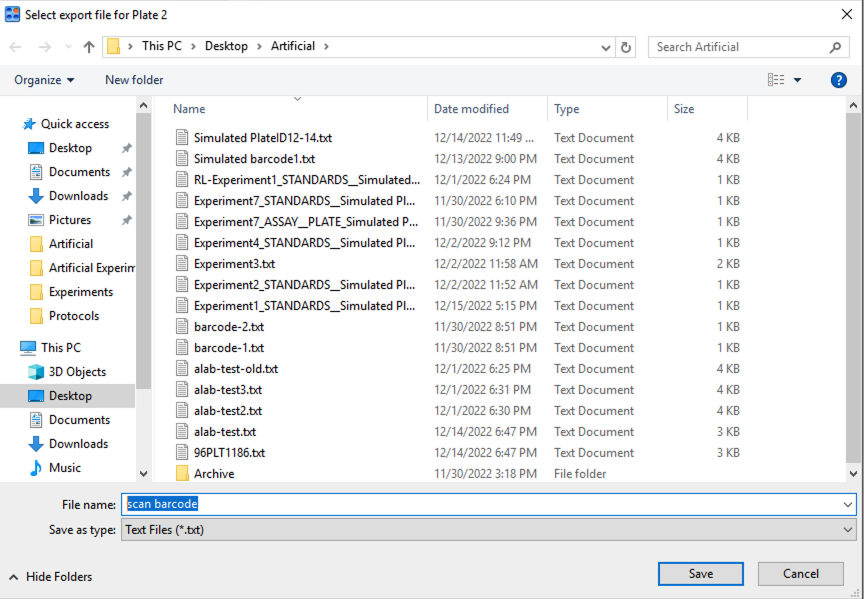 Select export file for Plate 2
This PC > Desktop > Artificial >
Search Artificial
Organize
New folder
Name Date modified Type Size
Quick access
Desktop
Documents
Downloads
Pictures
Artificial
Artificial Experim
Experiments
Protocols
This PC
3D Objects
Desktop
Documents
Downloads
Music
Simulated PlateID12-14.txt 12/14/2022 11:49 ... Text Document 4 KB
Simulated barcode1.txt 12/13/2022 9:00 PM Text Document 4 KB
RL-Experiment1_STANDARDS__Simulated... 12/1/2022 6:24 PM Text Document 1 KB
Experiment7_STANDARDS__Simulated Pl... 11/30/2022 6:10 PM Text Document 1 KB
Experiment7_ASSAY__PLATE_Simulated P... 11/30/2022 9:36 PM Text Document 1 KB
Experiment4_STANDARDS__Simulated Pl... 12/2/2022 9:12 PM Text Document 1 KB
Experiment3.txt 12/2/2022 11:58 AM Text Document 2 KB
Experiment2_STANDARDS__Simulated Pl... 12/2/2022 11:52 AM Text Document 1 KB
Experiment1_STANDARDS__Simulated Pl... 12/15/2022 5:15 PM Text Document 1 KB
barcode-2.txt 11/30/2022 8:51 PM Text Document 1 KB
barcode-1.txt 11/30/2022 8:51 PM Text Document 1 KB
alab-test-old.txt 12/1/2022 6:25 PM Text Document 4 KB
alab-test3.txt 12/1/2022 6:31 PM Text Document 4 KB
alab-test2.txt 12/1/2022 6:30 PM Text Document 4 KB
alab-test.txt 12/14/2022 6:47 PM Text Document 3 KB
96PLT1186.txt 12/14/2022 6:47 PM Text Document 3 KB
Archive 11/30/2022 3:18 PM File folder
File name: scan barcode
Save as type: Text Files (*.txt)
Hide Folders
Save
Cancel